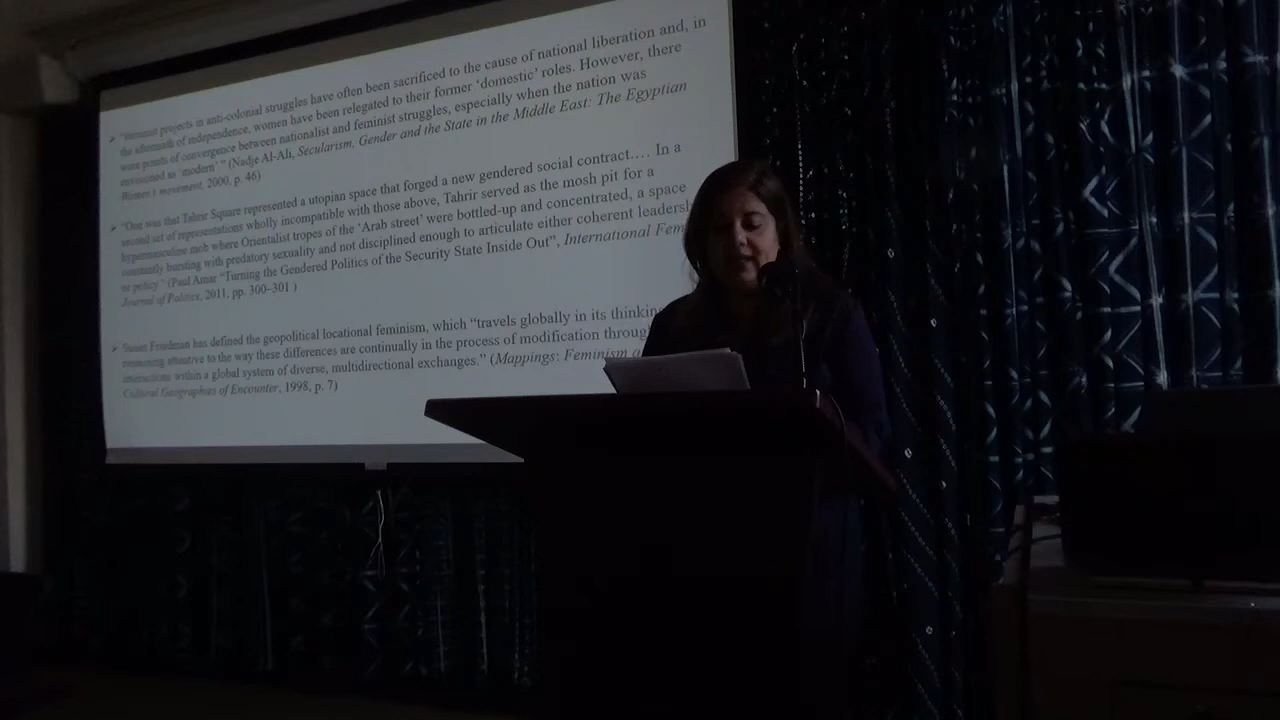 "Feminist projects in anti-colonial struggles have often been sacrificed to the cause of national liberation and, in
the aftermath of independence, women have been relegated to their former 'domestic' roles. However, there
were points of convergence between nationalist and feminist struggles, especially when the nation was
envisioned as 'modern'." (Nadje Al-Ali, Secularism, Gender and the State in the Middle East: The Egyptian
Women's movement, 2000, p. 46)
"One was that Tahrir Square represented a utopian space that forged a new gendered social contract.… In a
second set of representations wholly incompatible with those above, Tahrir served as the mosh pit for a
hypermasculine mob where Orientalist tropes of the 'Arab street' were bottled-up and concentrated, a space
constantly bursting with predatory sexuality and not disciplined enough to articulate either coherent leadersh
or policy" (Paul Amar "Turning the Gendered Politics of the Security State Inside Out", International Fem
Journal of Politics, 2011, pp. 300–301 )
Susan Friedman has defined the geopolitical locational feminism, which "travels globally in its thinkin
remaining attentive to the way these differences are continually in the process of modification throug
interactions within a global system of diverse, multidirectional exchanges." (Mappings: Feminism a
Cultural Geographies of Encounter, 1998, p. 7)